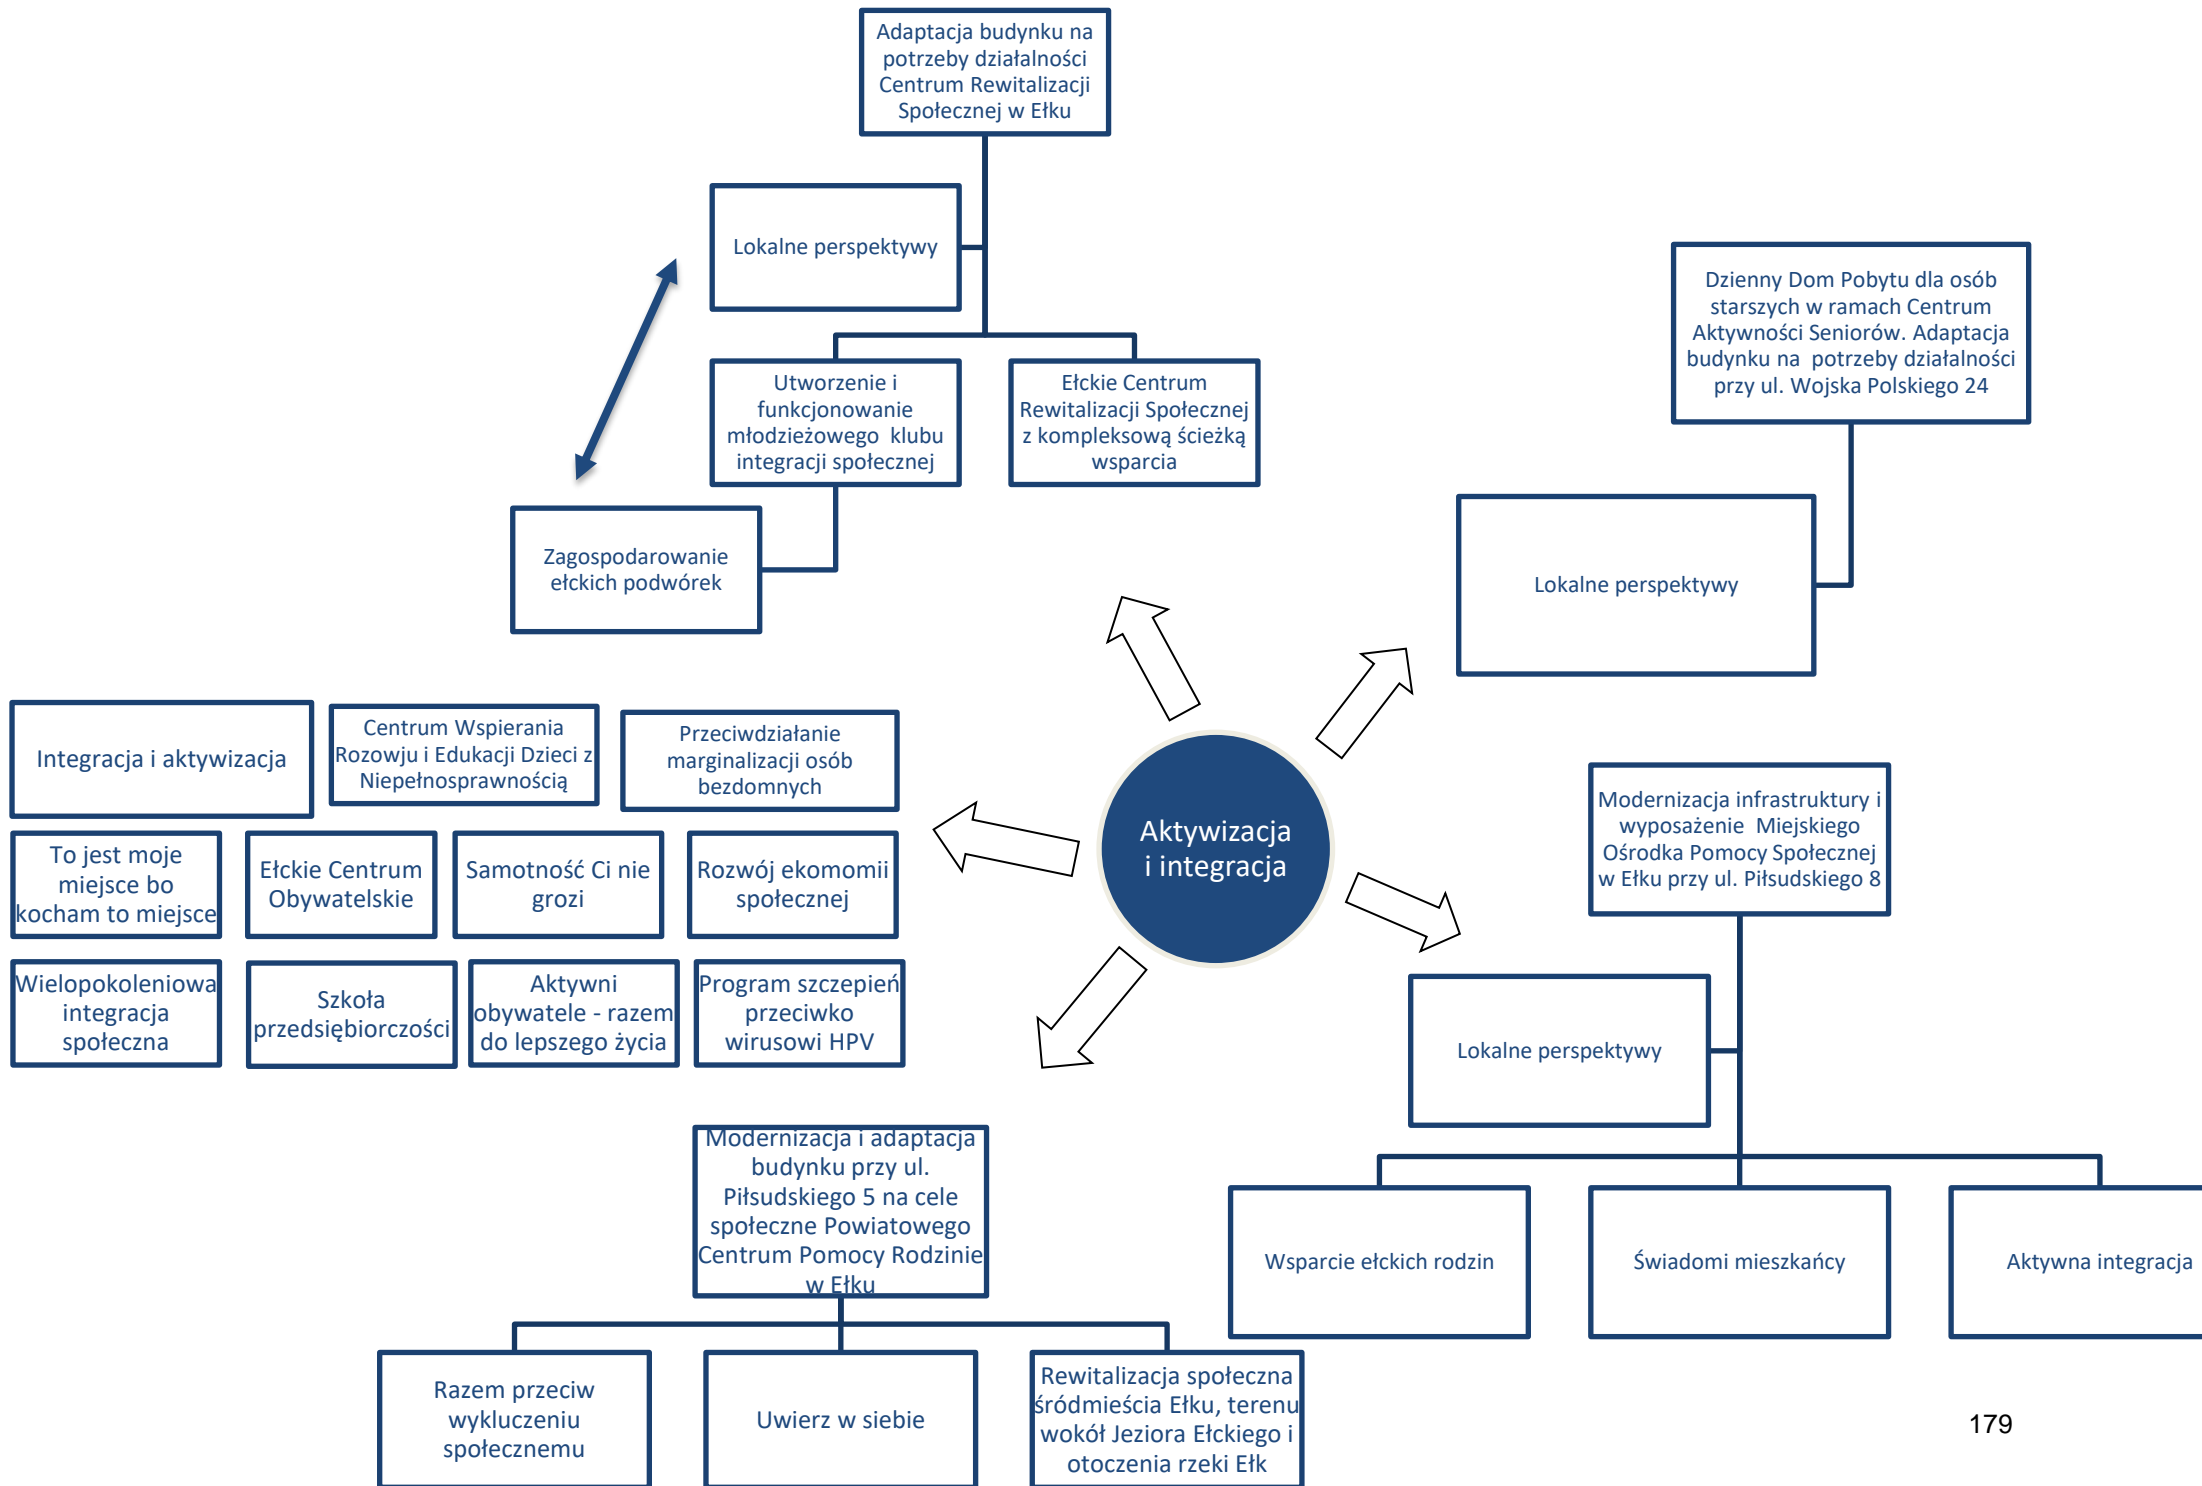 Adaptacja budynku na
potrzeby działalności
Centrum Rewitalizacji
Społecznej w Ełku
Lokalne perspektywy
Utworzenie i
funkcjonowanie
młodzieżowego klubu
integracji społecznej
Ełckie Centrum
Rewitalizacji Społecznej
z kompleksową ścieżką
wsparcia
Zagospodarowanie
ełckich podwórek
Dzienny Dom Pobytu dla osób
starszych w ramach Centrum
Aktywności Seniorów. Adaptacja
budynku na potrzeby działalności
przy ul. Wojska Polskiego 24
Lokalne perspektywy
Integracja i aktywizacja
Centrum Wspierania
Rozowju i Edukacji Dzieci z
Niepełnosprawnością
Przeciwdziałanie
marginalizacji osób
bezdomnych
To jest moje
miejsce bo
kocham to miejsce
Ełckie Centrum
Obywatelskie
Samotność Ci nie
grozi
Rozwój ekomomii
społecznej
Wielopokoleniowa
integracja
społeczna
Szkoła
przedsiębiorczości
Aktywni
obywatele - razem
do lepszego życia
Program szczepień
przeciwko
wirusowi HPV
Aktywizacja
i integracja
Modernizacja infrastruktury i
wyposażenie Miejskiego
Ośrodka Pomocy Społecznej
w Ełku przy ul. Piłsudskiego 8
Lokalne perspektywy
Wsparcie ełckich rodzin
Świadomi mieszkańcy
Aktywna integracja
Modernizacja i adaptacja
budynku przy ul.
Piłsudskiego 5 na cele
społeczne Powiatowego
Centrum Pomocy Rodzinie
w Ełku
Razem przeciw
wykluczeniu
społecznemu
Uwierz w siebie
Rewitalizacja społeczna
śródmieścia Ełku, terenu
wokół Jeziora Ełckiego i
otoczenia rzeki Ełk
179